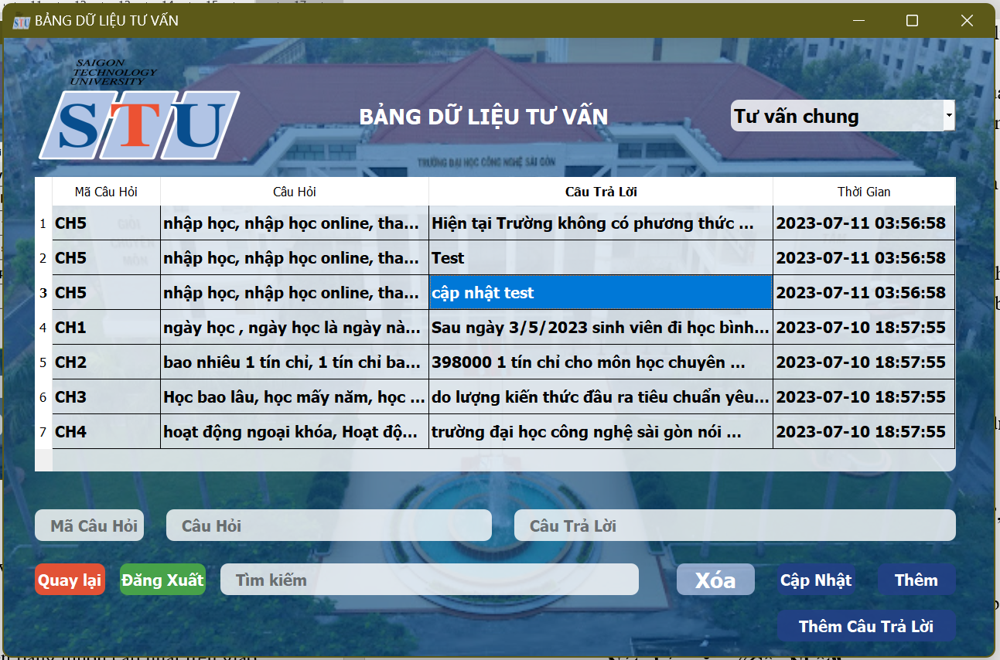 BẢNG DỮ LIỆU TƯ VẤN
SAIGON
TECHNOLOGY
UNIVERSITY
STU
BẢNG DỮ LIỆU TƯ VẤN
Tư vấn chung
TRƯỜNG ĐẠI HỌC CÔNG NGHỆ SÀI GÒN
Mã Câu Hỏi Câu Hỏi Câu Trả Lời Thời Gian
1 CH5 nhập học, nhập học online, tha... Hiện tại Trường không có phương thức ... 2023-07-11 03:56:58
2 CH5 nhập học, nhập học online, tha... Test 2023-07-11 03:56:58
3 CH5 nhập học, nhập học online, tha... cập nhật test 2023-07-11 03:56:58
4 CH1 ngày học , ngày học là ngày nà... Sau ngày 3/5/2023 sinh viên đi học bình... 2023-07-10 18:57:55
5 CH2 bao nhiêu 1 tín chỉ, 1 tín chỉ ba... 398000 1 tín chỉ cho môn học chuyên ... 2023-07-10 18:57:55
6 CH3 Học bao lâu, học mấy năm, học ... do lượng kiến thức đầu ra tiêu chuẩn yêu... 2023-07-10 18:57:55
7 CH4 hoạt động ngoại khóa, Hoạt độ... trường đại học công nghệ sài gòn nói ... 2023-07-10 18:57:55
Mã Câu Hỏi Câu Hỏi Câu Trả Lời
Quay lại Đăng Xuất Tìm kiếm Xóa Cập Nhật Thêm
Thêm Câu Trả Lời